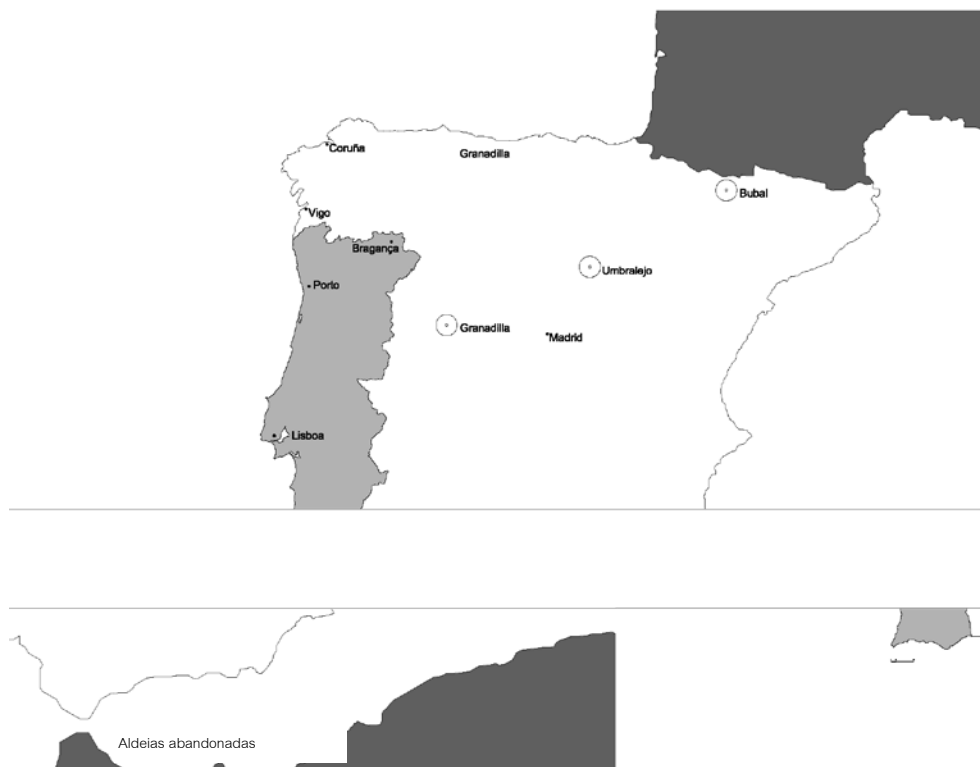 Coruña
Granadilla
Bubal
Vigo
Bragança
Umbralejo
Porto
Granadilla
Madrid
Lisboa
Aldeias abandonadas